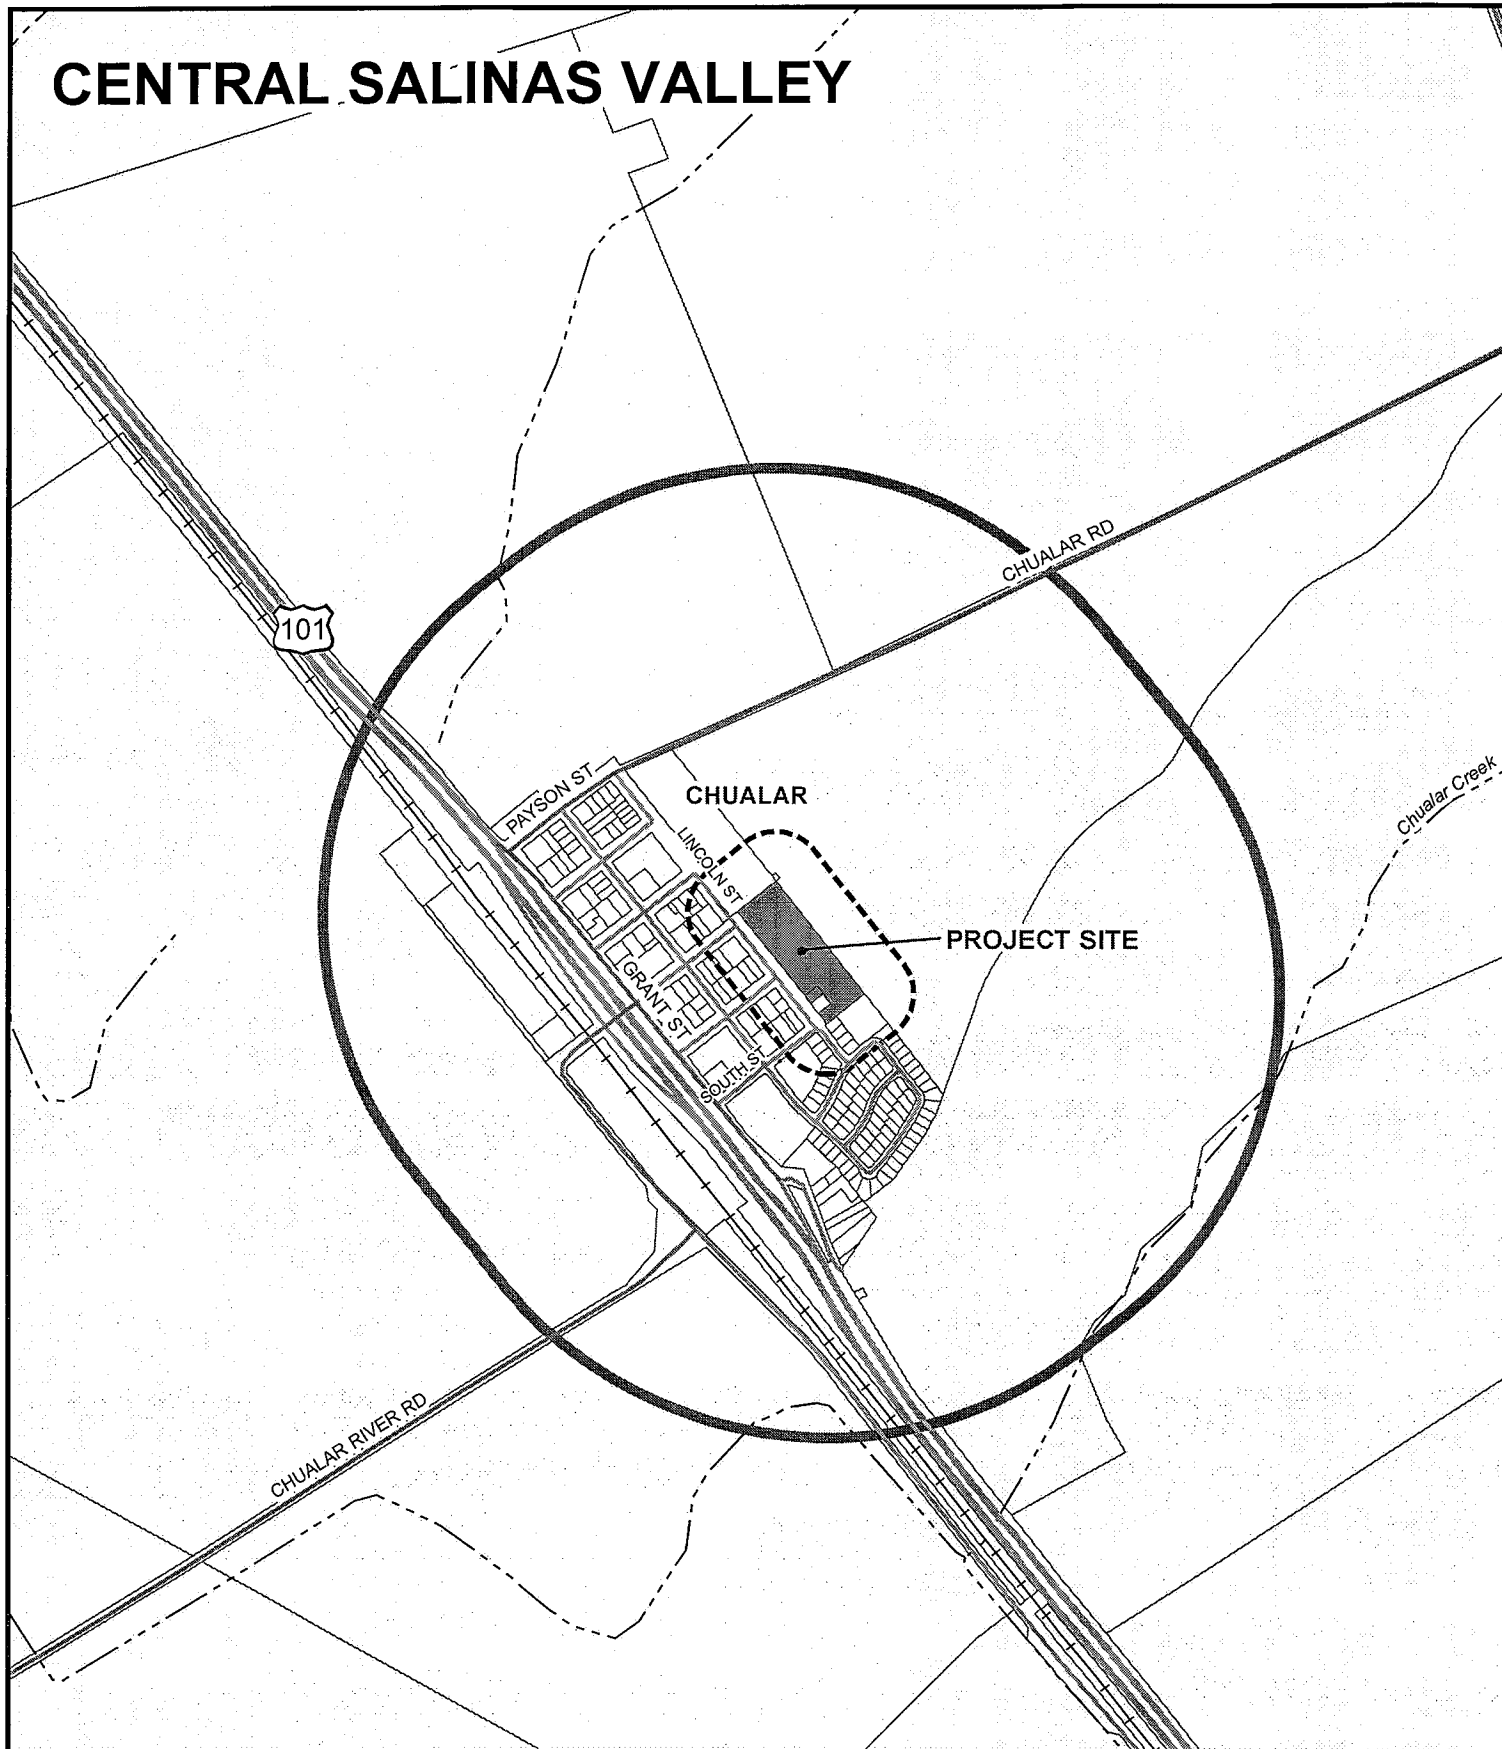 CENTRAL SALINAS VALLEY
CHUALAR RD
101
PAYSON ST
CHUALAR
Chualar Creek
LINCOLN ST
PROJECT SITE
GRANT ST
SOUTH ST
CHUALAR RIVER RD